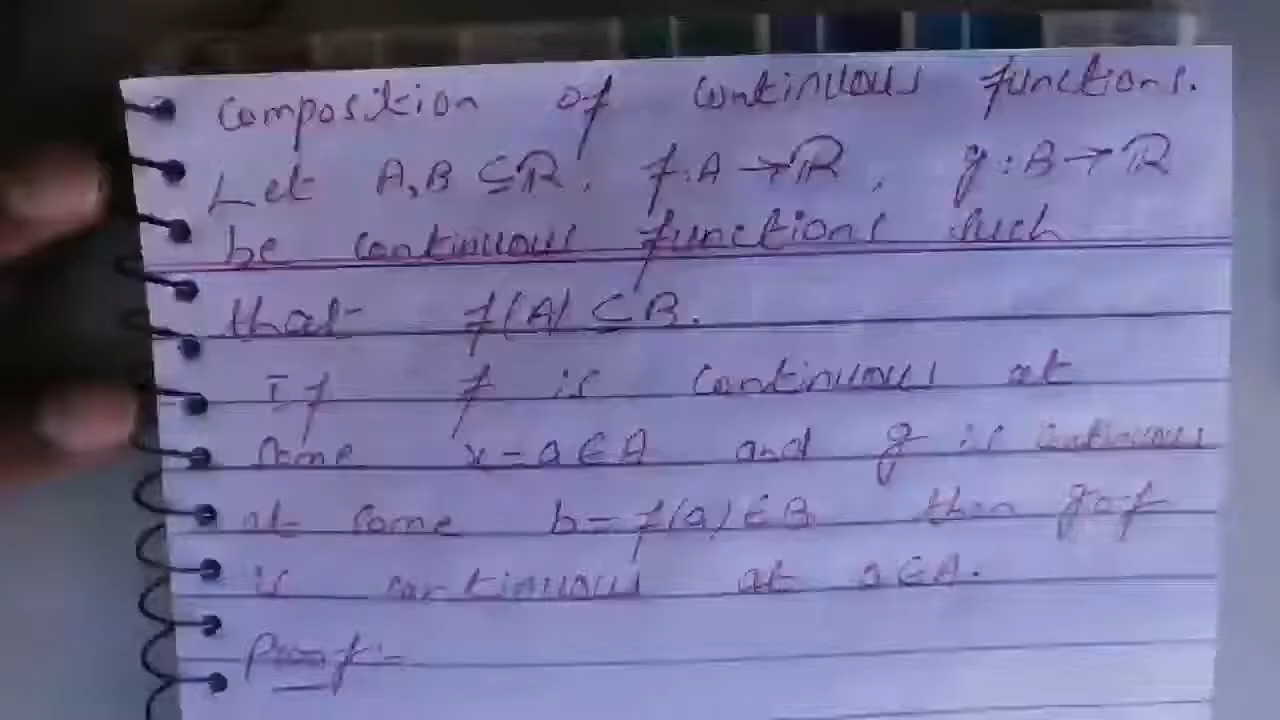 Composition of continuous functions.
Let A, B ⊆ ℝ. f: A → ℝ, g: B → ℝ
be continuous functions such
that f(A) ⊆ B.
If f is continuous at
some x = a ∈ A and g is continuous
at some b = f(a) ∈ B then gof
is continuous at a ∈ A.
Proof:-